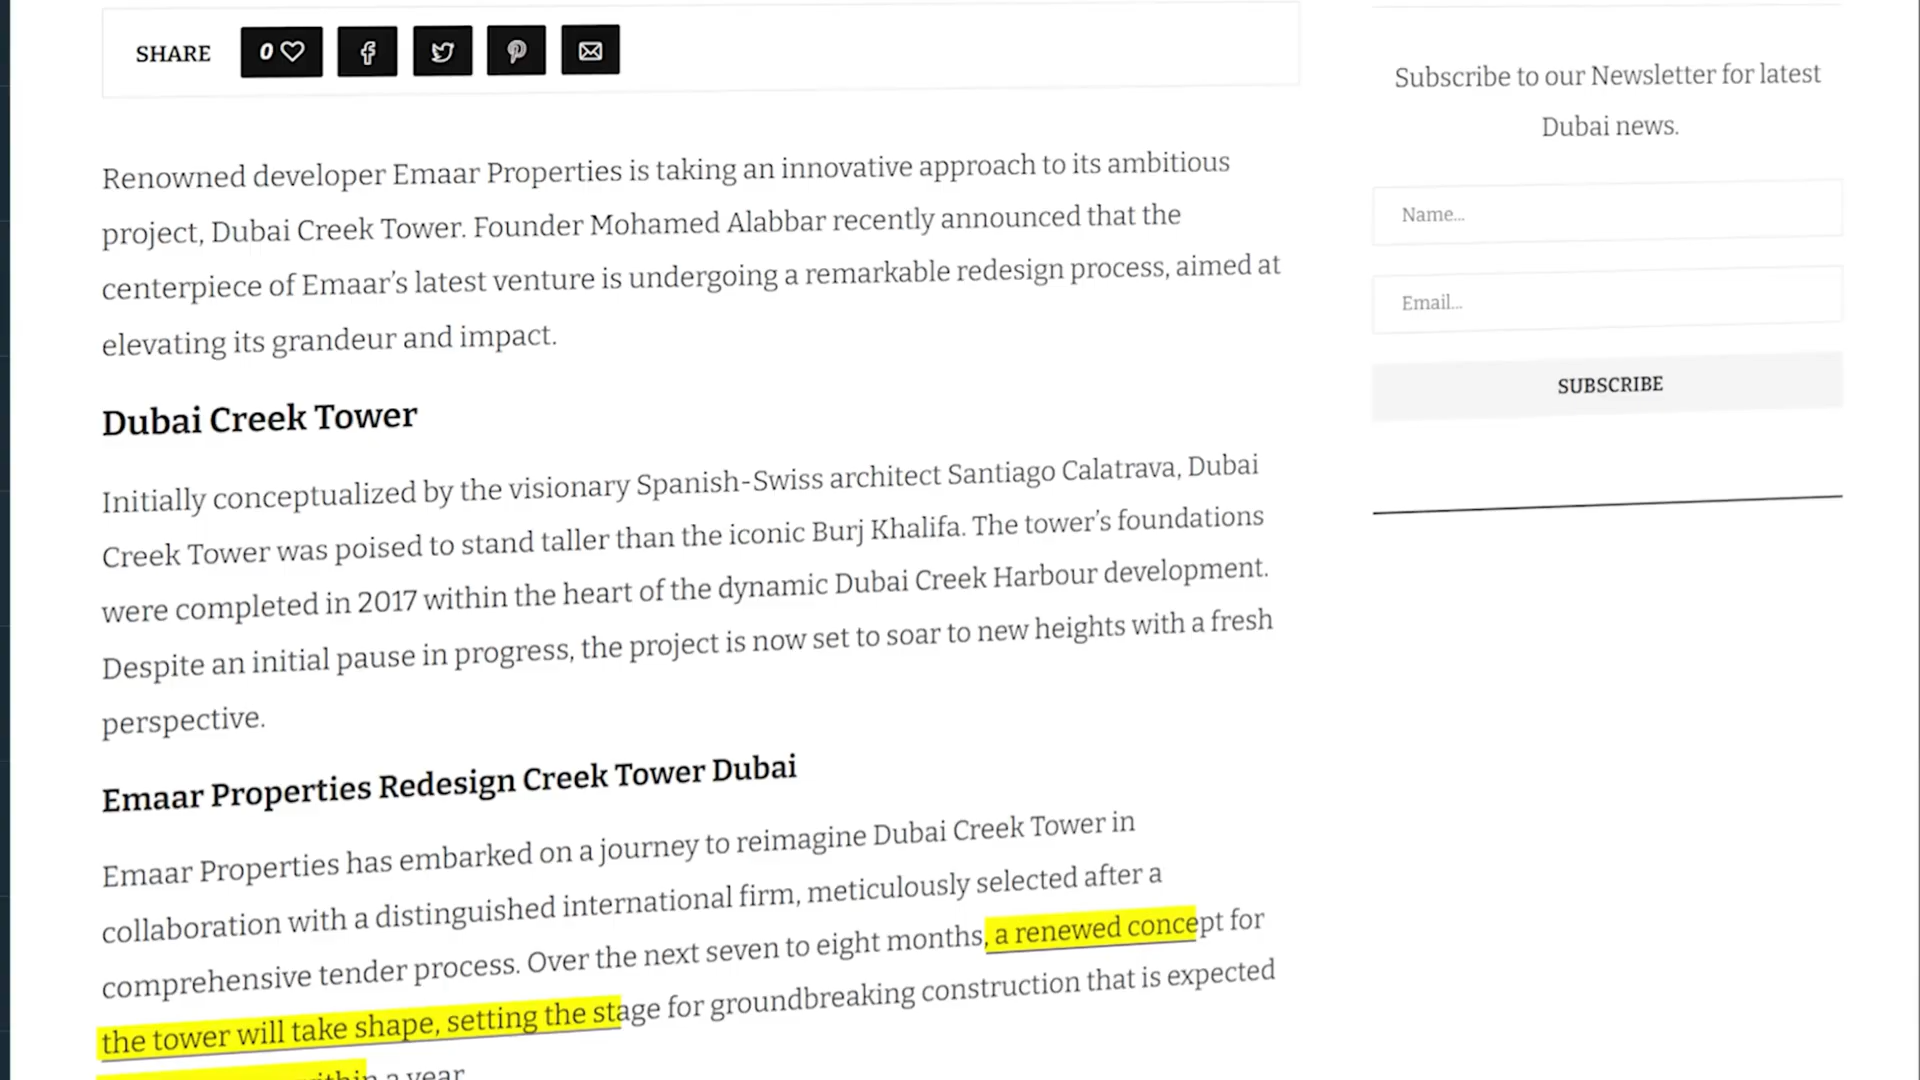 SHARE
0
Renowned developer Emaar Properties is taking an innovative approach to its ambitious
project, Dubai Creek Tower. Founder Mohamed Alabbar recently announced that the
centerpiece of Emaar’s latest venture is undergoing a remarkable redesign process, aimed at
elevating its grandeur and impact.
Dubai Creek Tower
Initially conceptualized by the visionary Spanish-Swiss architect Santiago Calatrava, Dubai
Creek Tower was poised to stand taller than the iconic Burj Khalifa. The tower’s foundations
were completed in 2017 within the heart of the dynamic Dubai Creek Harbour development.
Despite an initial pause in progress, the project is now set to soar to new heights with a fresh
perspective.
Emaar Properties Redesign Creek Tower Dubai
Emaar Properties has embarked on a journey to reimagine Dubai Creek Tower in
collaboration with a distinguished international firm, meticulously selected after a
comprehensive tender process. Over the next seven to eight months, a renewed concept for
the tower will take shape, setting the stage for groundbreaking construction that is expected
within a year
Subscribe to our Newsletter for latest
Dubai news.
Name...
Email...
SUBSCRIBE